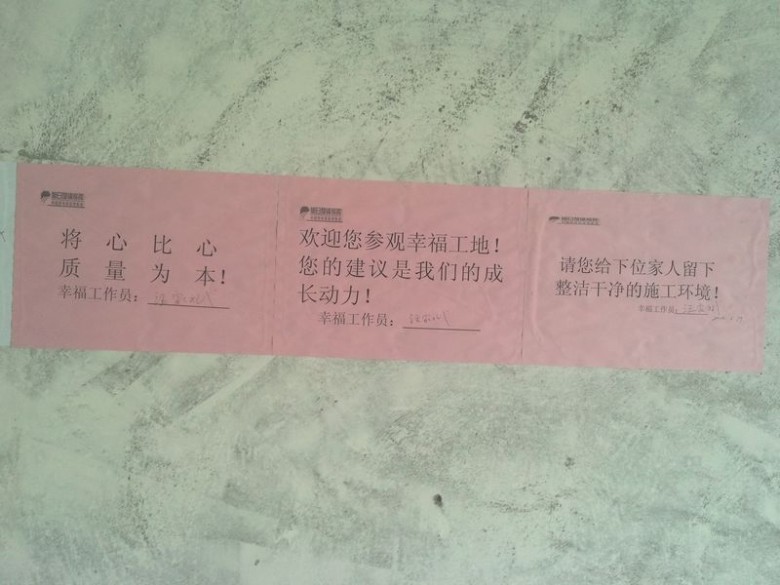 将心比心
质量为本!
幸福工作员:
欢迎您参观幸福工地!
您的建议是我们的成
长动力!
幸福工作员:
请您给下位家人留下
整洁干净的施工环境!
幸福工作员: